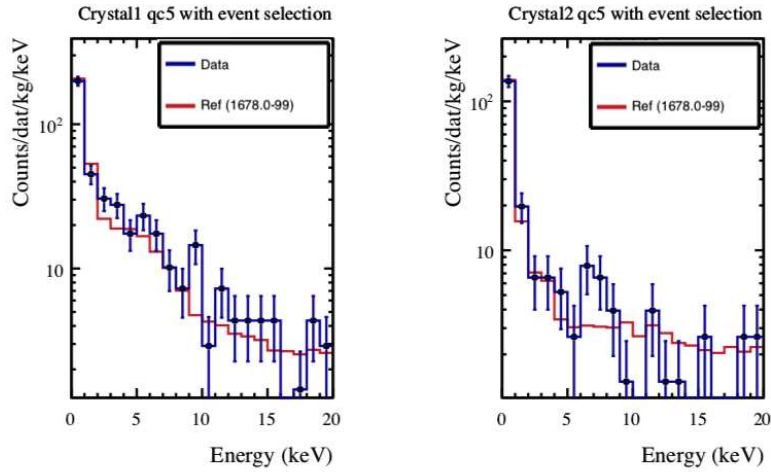 Crystal1 qc5 with event selection
Counts/dat/kg/keV
Data
Ref (1678.0-99)
10²
10
0 5 10 15 20
Energy (keV)
Crystal2 qc5 with event selection
Counts/dat/kg/keV
Data
Ref (1678.0-99)
10²
10
0 5 10 15 20
Energy (keV)